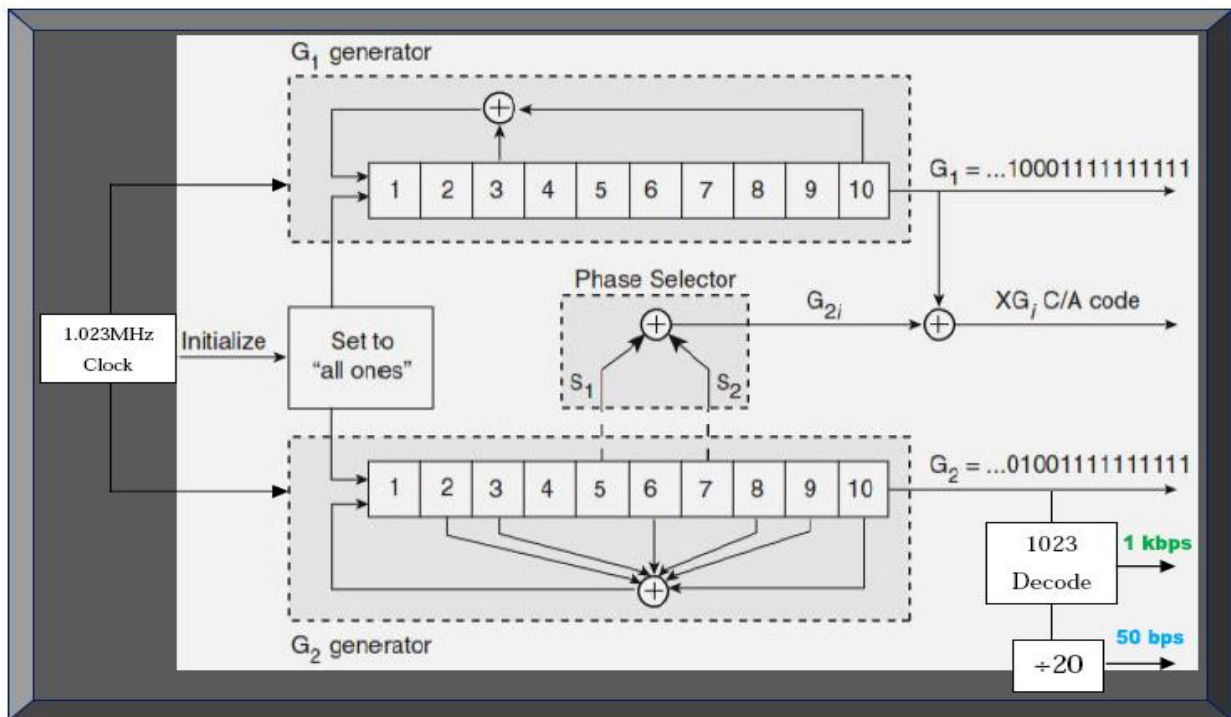 G1 generator
1 2 3 4 5 6 7 8 9 10
G1 = ...10001111111111
Phase Selector
G2i
XGi C/A code
1.023MHz
Clock
Initialize
Set to
“all ones”
S1
S2
1 2 3 4 5 6 7 8 9 10
G2 = ...01001111111111
1023
Decode
1 kbps
G2 generator
÷20
50 bps